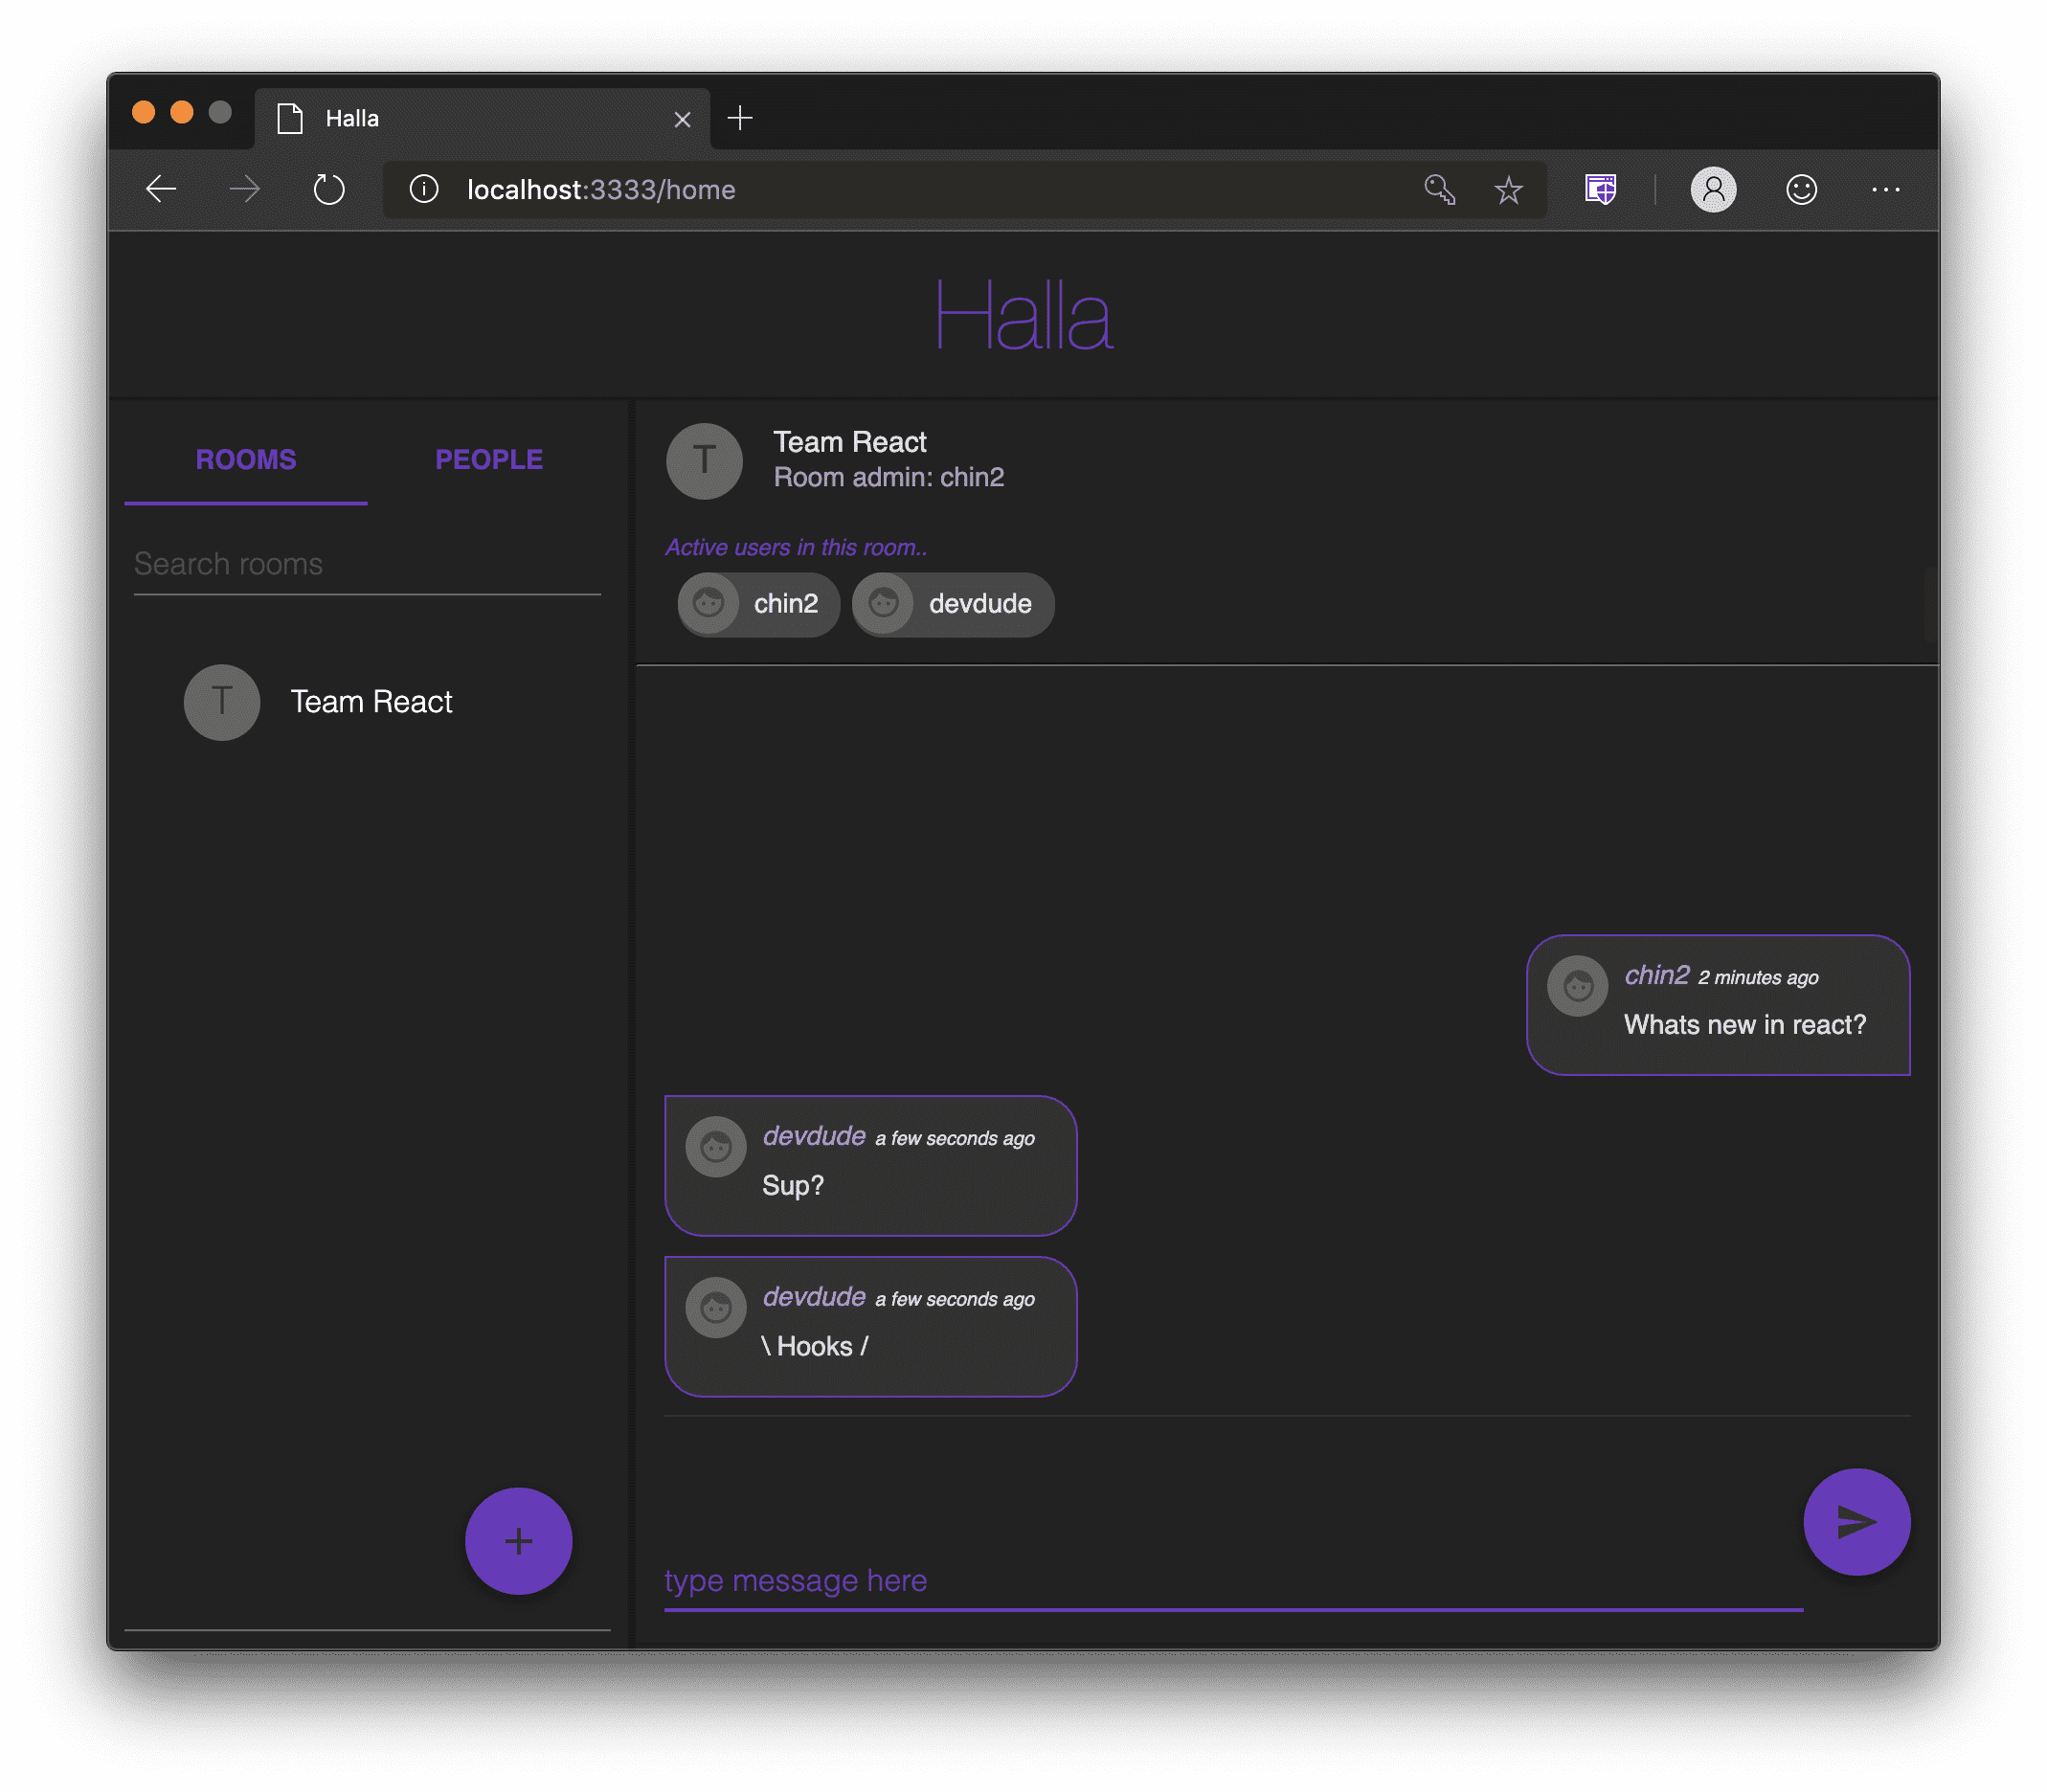 Halla
localhost:3333/home
Halla
ROOMS PEOPLE
Search rooms
T Team React
T Team React
Room admin: chin2
Active users in this room..
chin2 devdude
chin2 2 minutes ago
Whats new in react?
devdude a few seconds ago
Sup?
devdude a few seconds ago
\ Hooks /
type message here